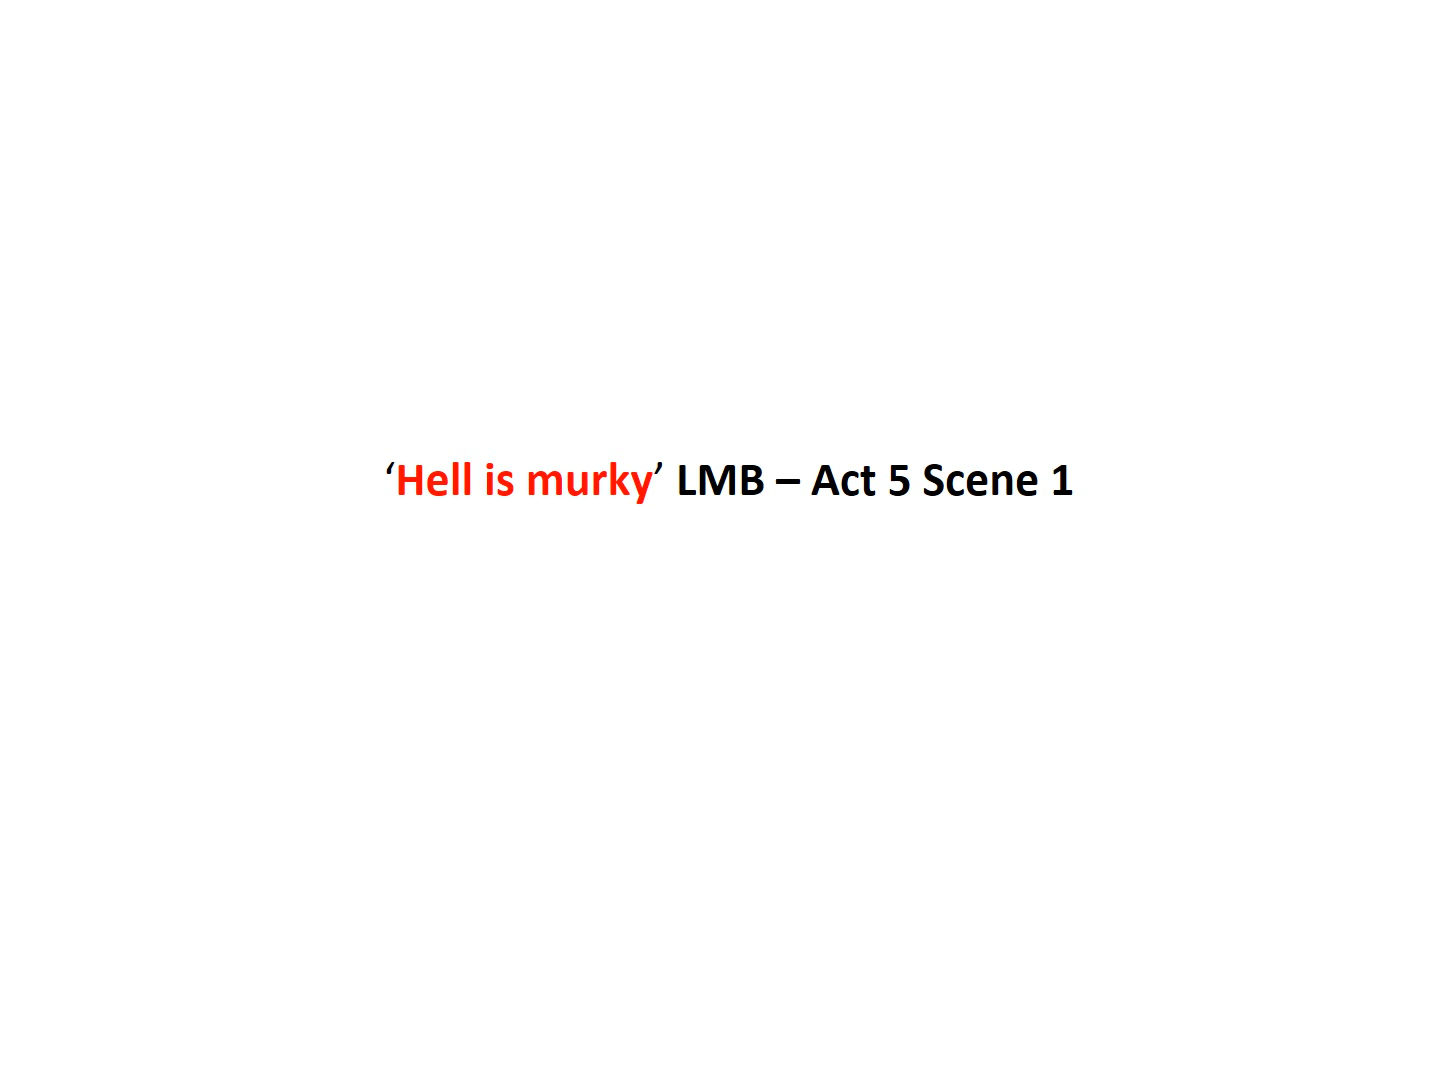 ‘Hell is murky’ LMB – Act 5 Scene 1